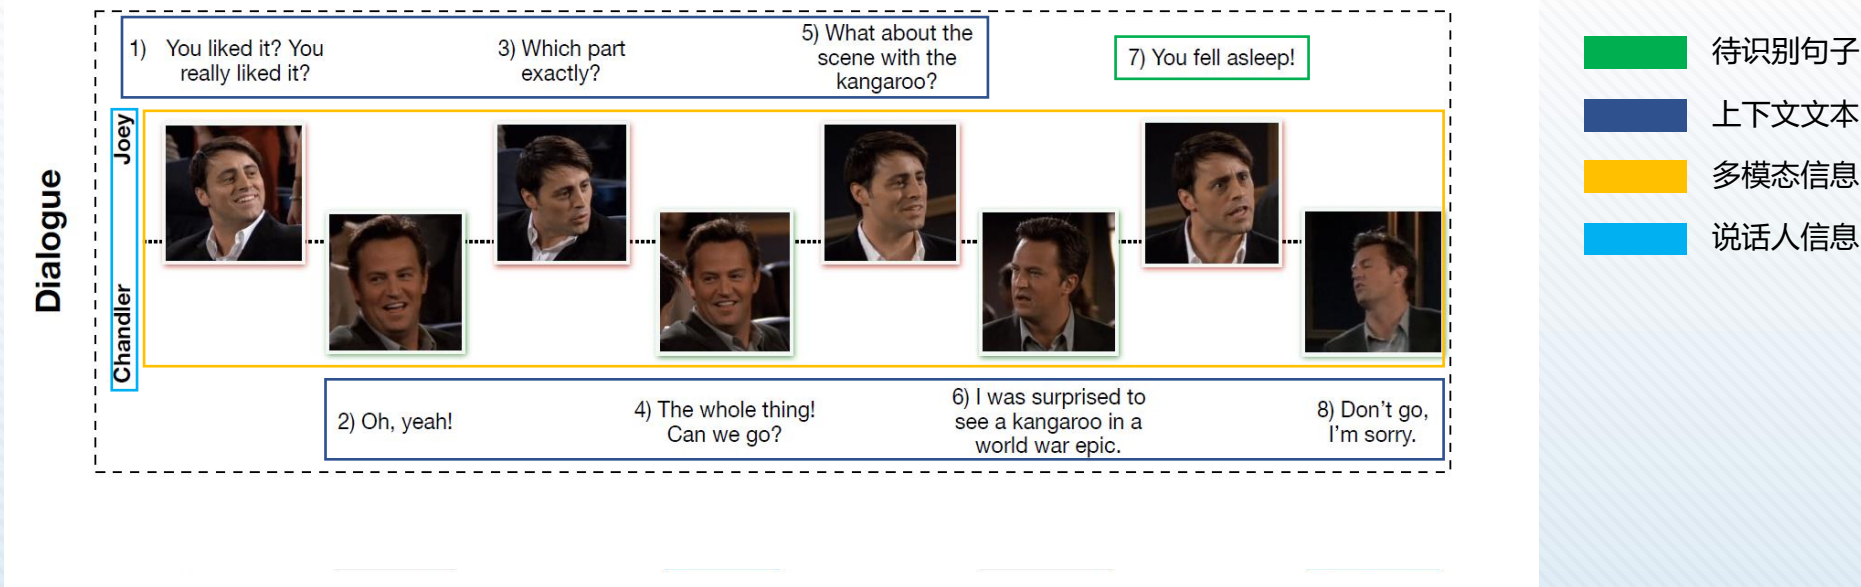 1) You liked it? You
really liked it?
3) Which part
exactly?
5) What about the
scene with the
kangaroo?
7) You fell asleep!
Dialogue
Joey
Chandler
2) Oh, yeah!
4) The whole thing!
Can we go?
6) I was surprised to
see a kangaroo in a
world war epic.
8) Don't go,
I'm sorry.
待识别句子
上下文文本
多模态信息
说话人信息